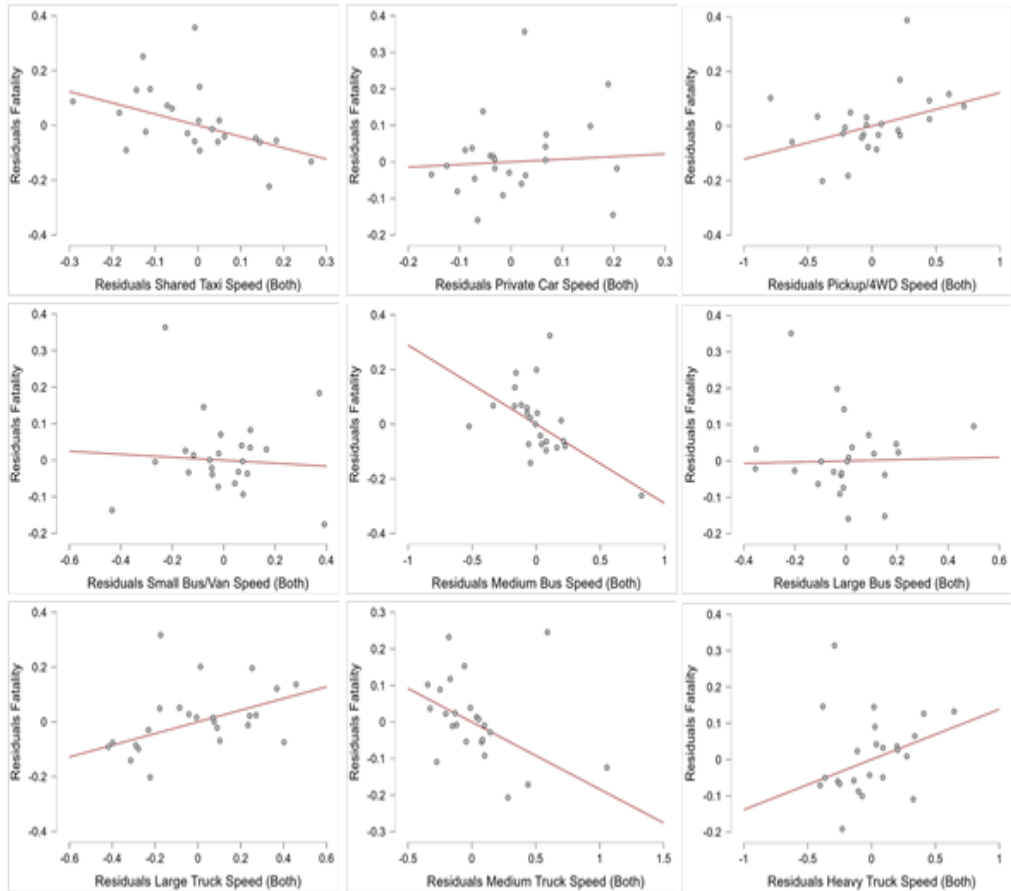 Residuals Fatality
0.4
0.2
0
-0.2
-0.4
-0.3 -0.2 -0.1 0 0.1 0.2 0.3
Residuals Shared Taxi Speed (Both)
Residuals Fatality
0.4
0.3
0.2
0.1
0
-0.1
-0.2
-0.2 -0.1 0 0.1 0.2 0.3
Residuals Private Car Speed (Both)
Residuals Fatality
0.4
0.2
0
-0.2
-0.4
-1 -0.5 0 0.5 1
Residuals Pickup/4WD Speed (Both)
Residuals Fatality
0.4
0.3
0.2
0.1
0
-0.1
-0.2
-0.6 -0.4 -0.2 0 0.2 0.4
Residuals Small Bus/Van Speed (Both)
Residuals Fatality
0.4
0.2
0
-0.2
-0.4
-1 -0.5 0 0.5 1
Residuals Medium Bus Speed (Both)
Residuals Fatality
0.4
0.3
0.2
0.1
0
-0.1
-0.2
-0.4 -0.2 0 0.2 0.4 0.6
Residuals Large Bus Speed (Both)
Residuals Fatality
0.4
0.2
0
-0.2
-0.4
-0.6 -0.4 -0.2 0 0.2 0.4 0.6
Residuals Large Truck Speed (Both)
Residuals Fatality
0.3
0.2
0.1
0
-0.1
-0.2
-0.3
-0.5 0 0.5 1 1.5
Residuals Medium Truck Speed (Both)
Residuals Fatality
0.4
0.3
0.2
0.1
0
-0.1
-0.2
-1 -0.5 0 0.5 1
Residuals Heavy Truck Speed (Both)